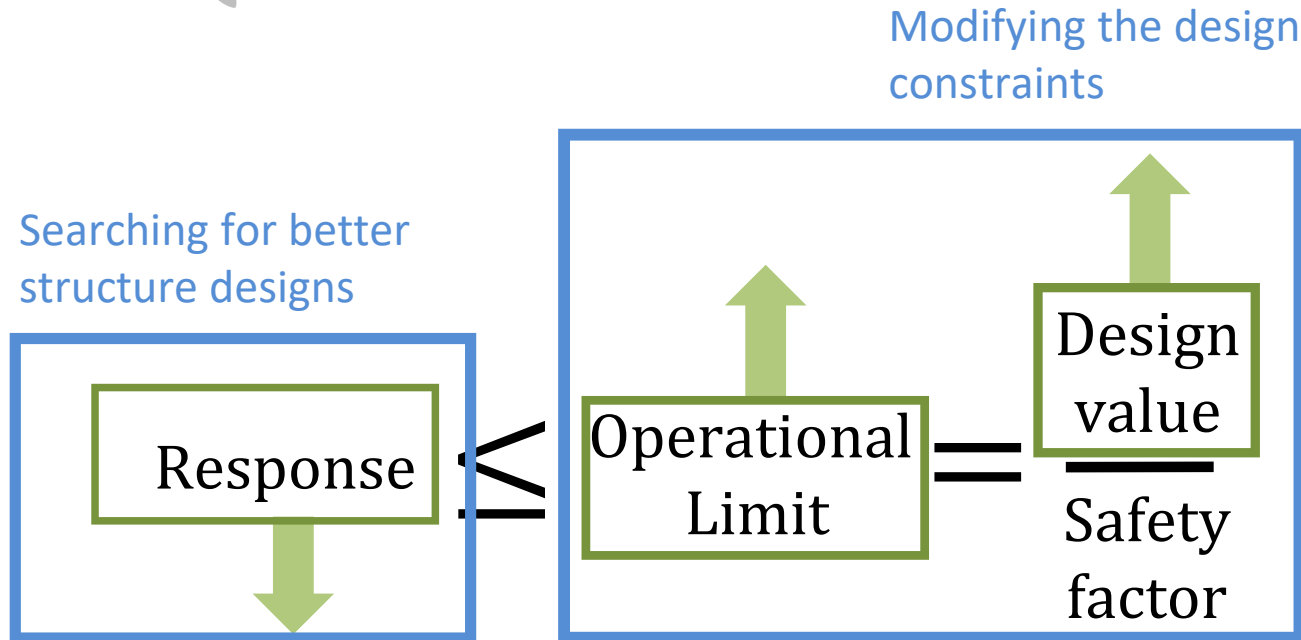 Modifying the design
constraints
Searching for better
structure designs
Response
≤
Operational
Limit
=
Design
value
Safety
factor